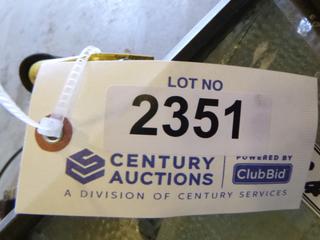 LOT NO
2351
CENTURY AUCTIONS
POWERED BY
ClubBid
A DIVISION OF CENTURY SERVICES